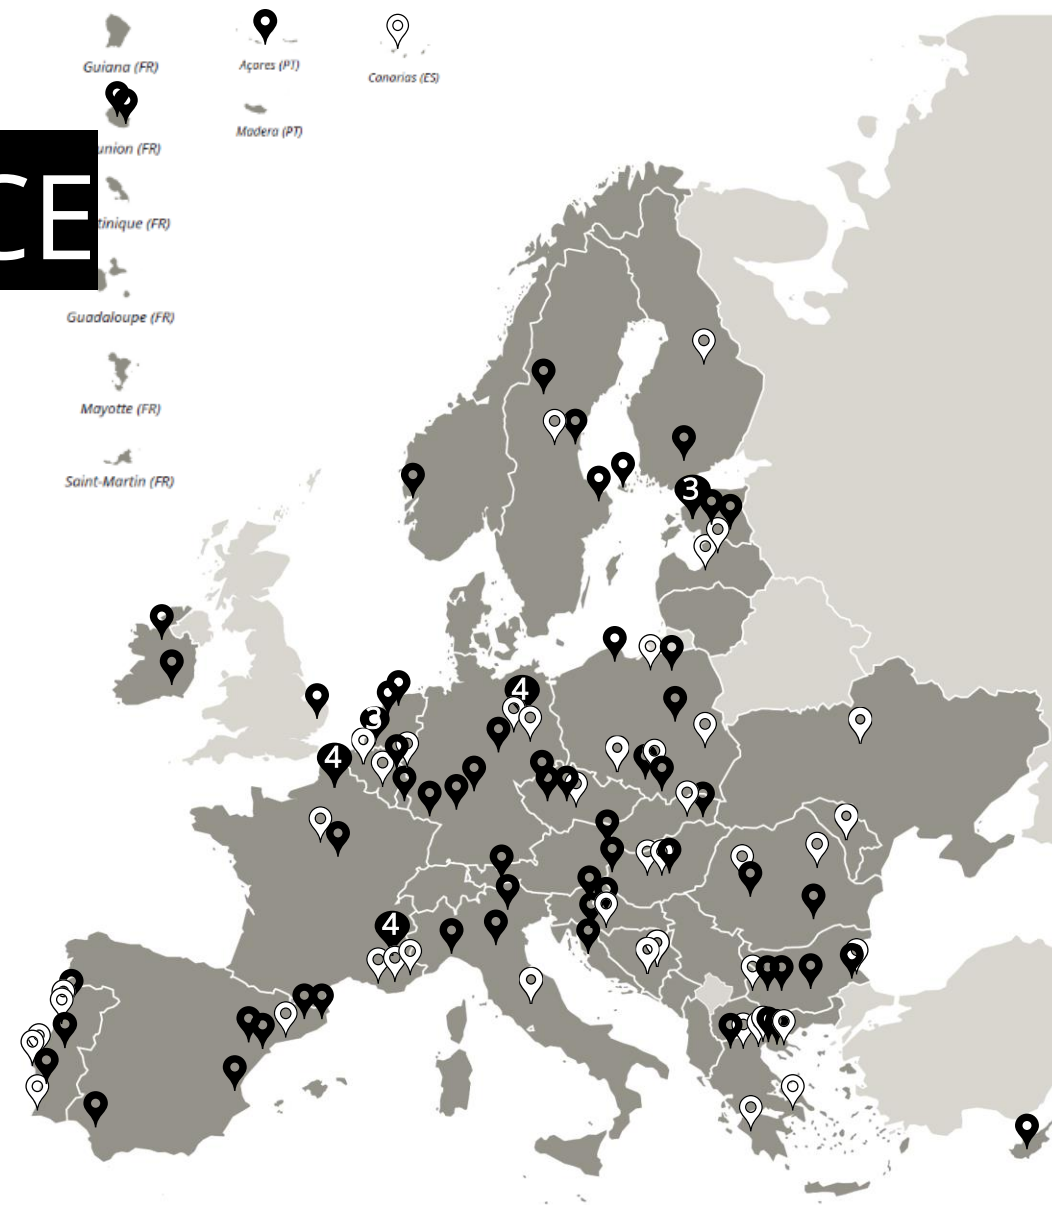 Guiana (FR)
Açores (PT)
Canarias (ES)
Madera (PT)
union (FR)
CE
tinique (FR)
Guadaloupe (FR)
Mayotte (FR)
Saint-Martin (FR)
3
4
3
4
4